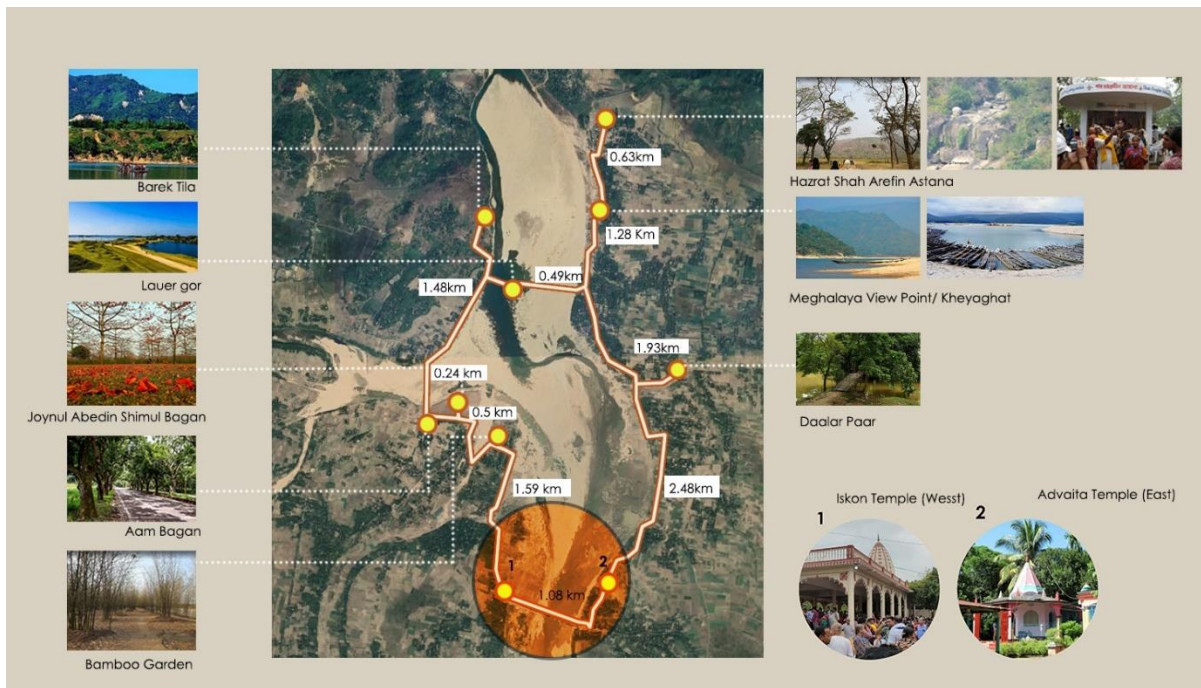 Barek Tila
Lauer gor
Joynul Abedin Shimul Bagan
Aam Bagan
Bamboo Garden
0.63km
1.28 Km
0.49km
1.48km
1.93km
0.24 km
0.5 km
1.59 km
2.48km
1
2
1.08 km
Hazrat Shah Arefin Astana
Meghalaya View Point/ Kheyaghat
Daalar Paar
Iskon Temple (Wesst)
Advaita Temple (East)
1
2